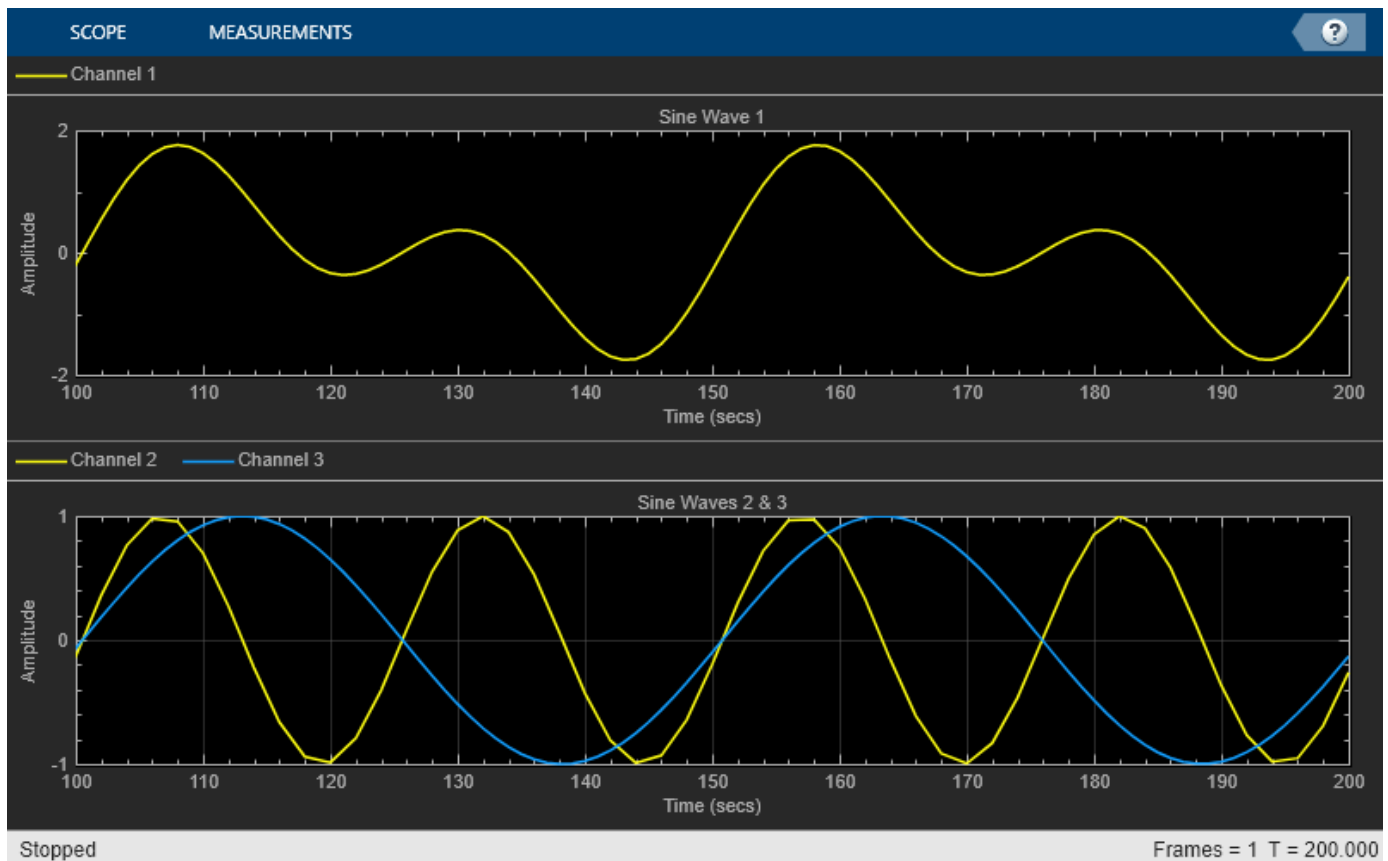 SCOPE MEASUREMENTS ?
Channel 1
Sine Wave 1
Amplitude
2
0
-2
100 110 120 130 140 150 160 170 180 190 200
Time (secs)
Channel 2 Channel 3
Sine Waves 2 & 3
Amplitude
1
0
-1
100 110 120 130 140 150 160 170 180 190 200
Time (secs)
Stopped Frames = 1 T = 200.000